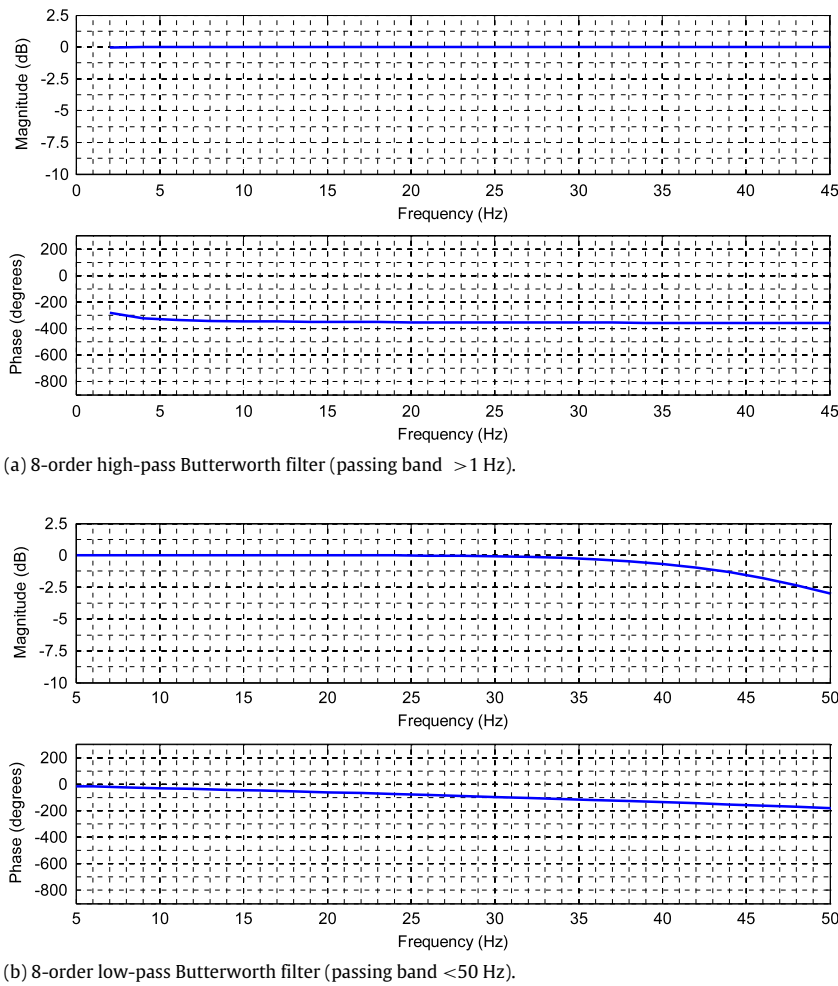 2.5
0
-2.5
-5
-7.5
-10
Magnitude (dB)
0 5 10 15 20 25 30 35 40 45
Frequency (Hz)
200
0
-200
-400
-600
-800
Phase (degrees)
0 5 10 15 20 25 30 35 40 45
Frequency (Hz)
(a) 8-order high-pass Butterworth filter (passing band >1 Hz).
2.5
0
-2.5
-5
-7.5
-10
Magnitude (dB)
5 10 15 20 25 30 35 40 45 50
Frequency (Hz)
200
0
-200
-400
-600
-800
Phase (degrees)
5 10 15 20 25 30 35 40 45 50
Frequency (Hz)
(b) 8-order low-pass Butterworth filter (passing band <50 Hz).